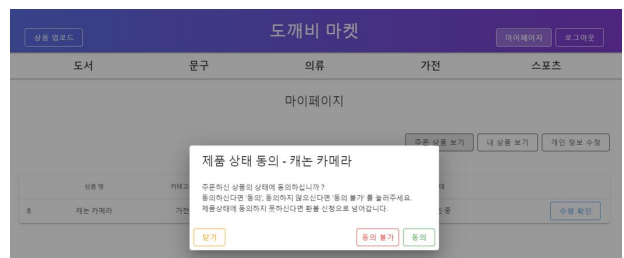 도깨비 마켓
상품 업로드
마이페이지 로그아웃
도서 문구 의류 가전 스포츠
마이페이지
주문 상품 보기 내 상품 보기 개인 정보 수정
제품 상태 동의 - 캐논 카메라
상품 명
주문하신 상품의 상태에 동의하십니까 ?
동의하신다면 '동의', 동의하지 않으신다면 '동의 불가' 를 눌러주세요.
제품상태에 동의하지 못하신다면 환불 신청으로 넘어갑니다.
8 캐논 카메라 가전 중 수령 확인
닫기 동의 불가 동의